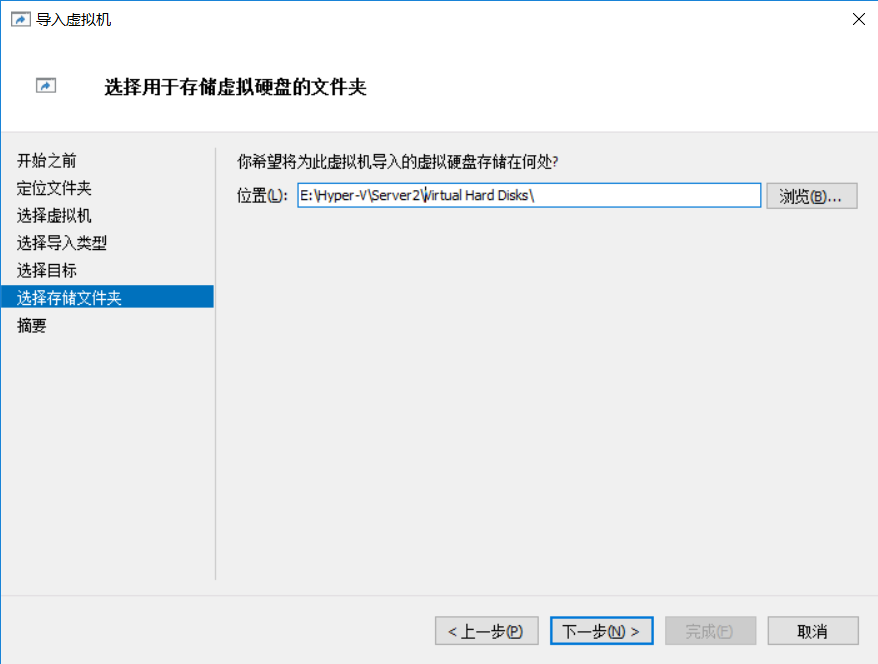 导入虚拟机
选择用于存储虚拟硬盘的文件夹
开始之前
定位文件夹
选择虚拟机
选择导入类型
选择目标
选择存储文件夹
摘要
你希望将为此虚拟机导入的虚拟硬盘存储在何处?
位置(L): E:\Hyper-V\Server2\Virtual Hard Disks\ 浏览(B)...
< 上一步(P) 下一步(N) > 完成(F) 取消